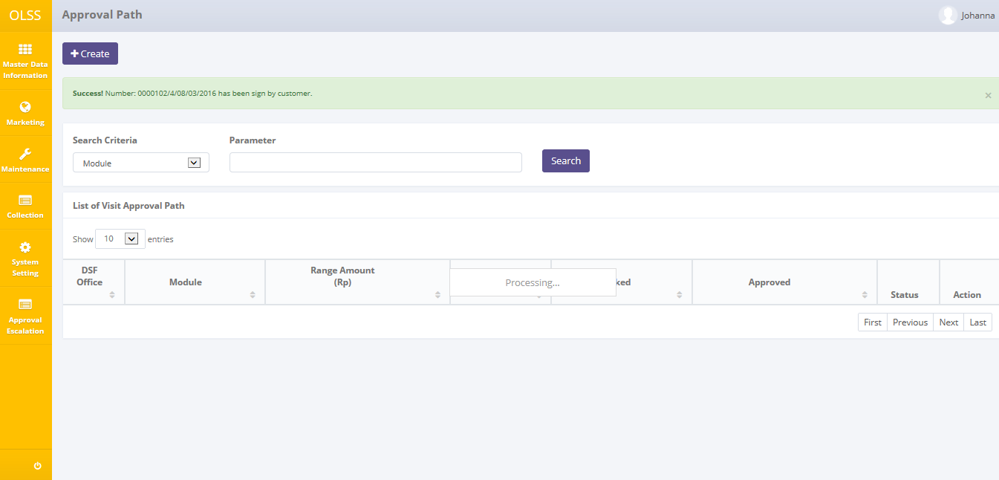 OLSS
Approval Path
Johanna
Master Data
Information
Marketing
Maintenance
Collection
System
Setting
Approval
Escalation
Create
Success! Number: 0000102/4/08/03/2016 has been sign by customer.
×
Search Criteria
Parameter
Module
Search
List of Visit Approval Path
Show 10 entries
DSF
Office
Module
Range Amount
(Rp)
Processing...
ked
Approved
Status
Action
First Previous Next Last